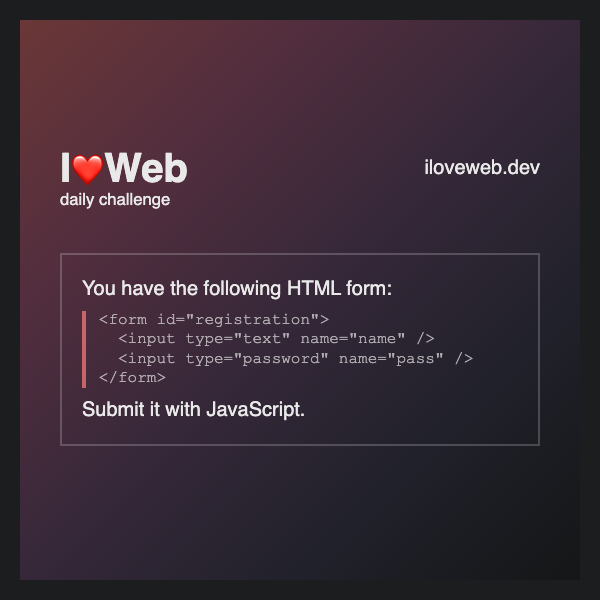 I❤️Web
daily challenge
iloveweb.dev
You have the following HTML form:
<form id="registration">
  <input type="text" name="name" />
  <input type="password" name="pass" />
</form>
Submit it with JavaScript.